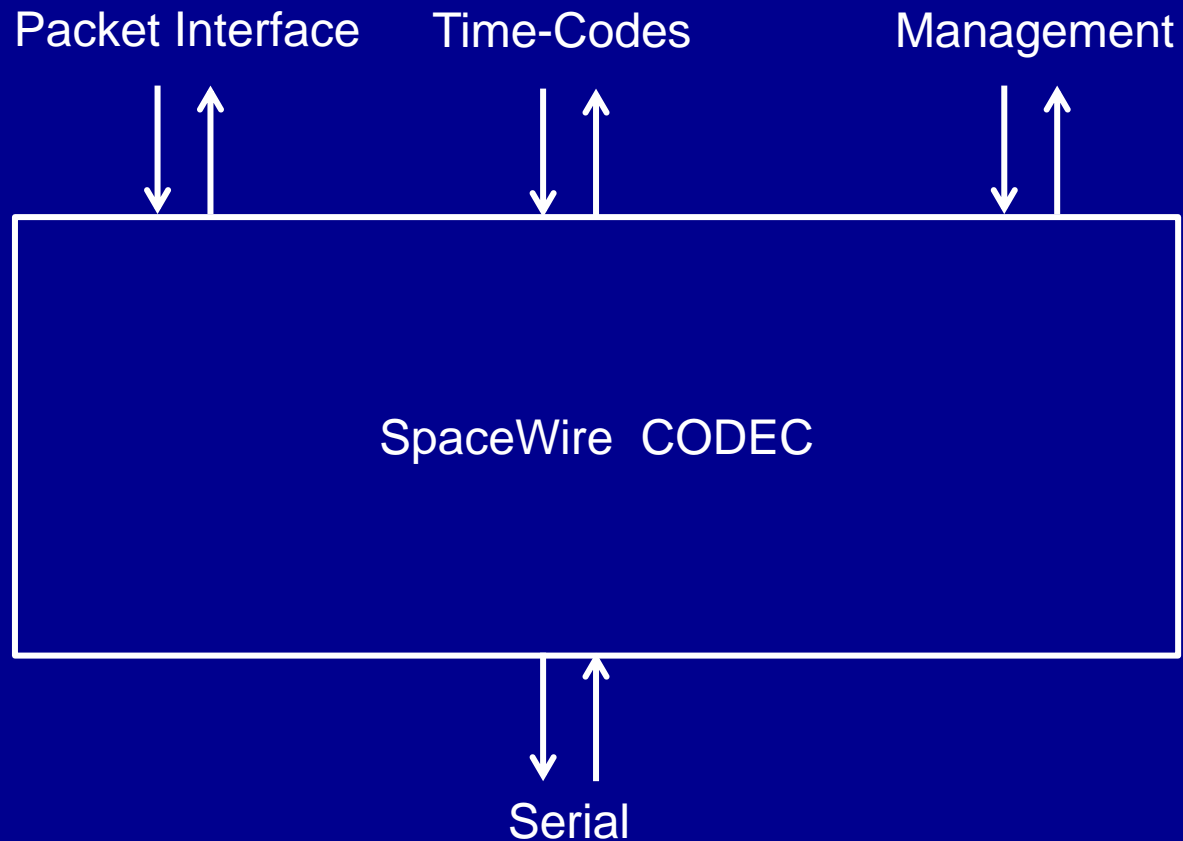 Packet Interface
Time-Codes
Management
SpaceWire CODEC
Serial